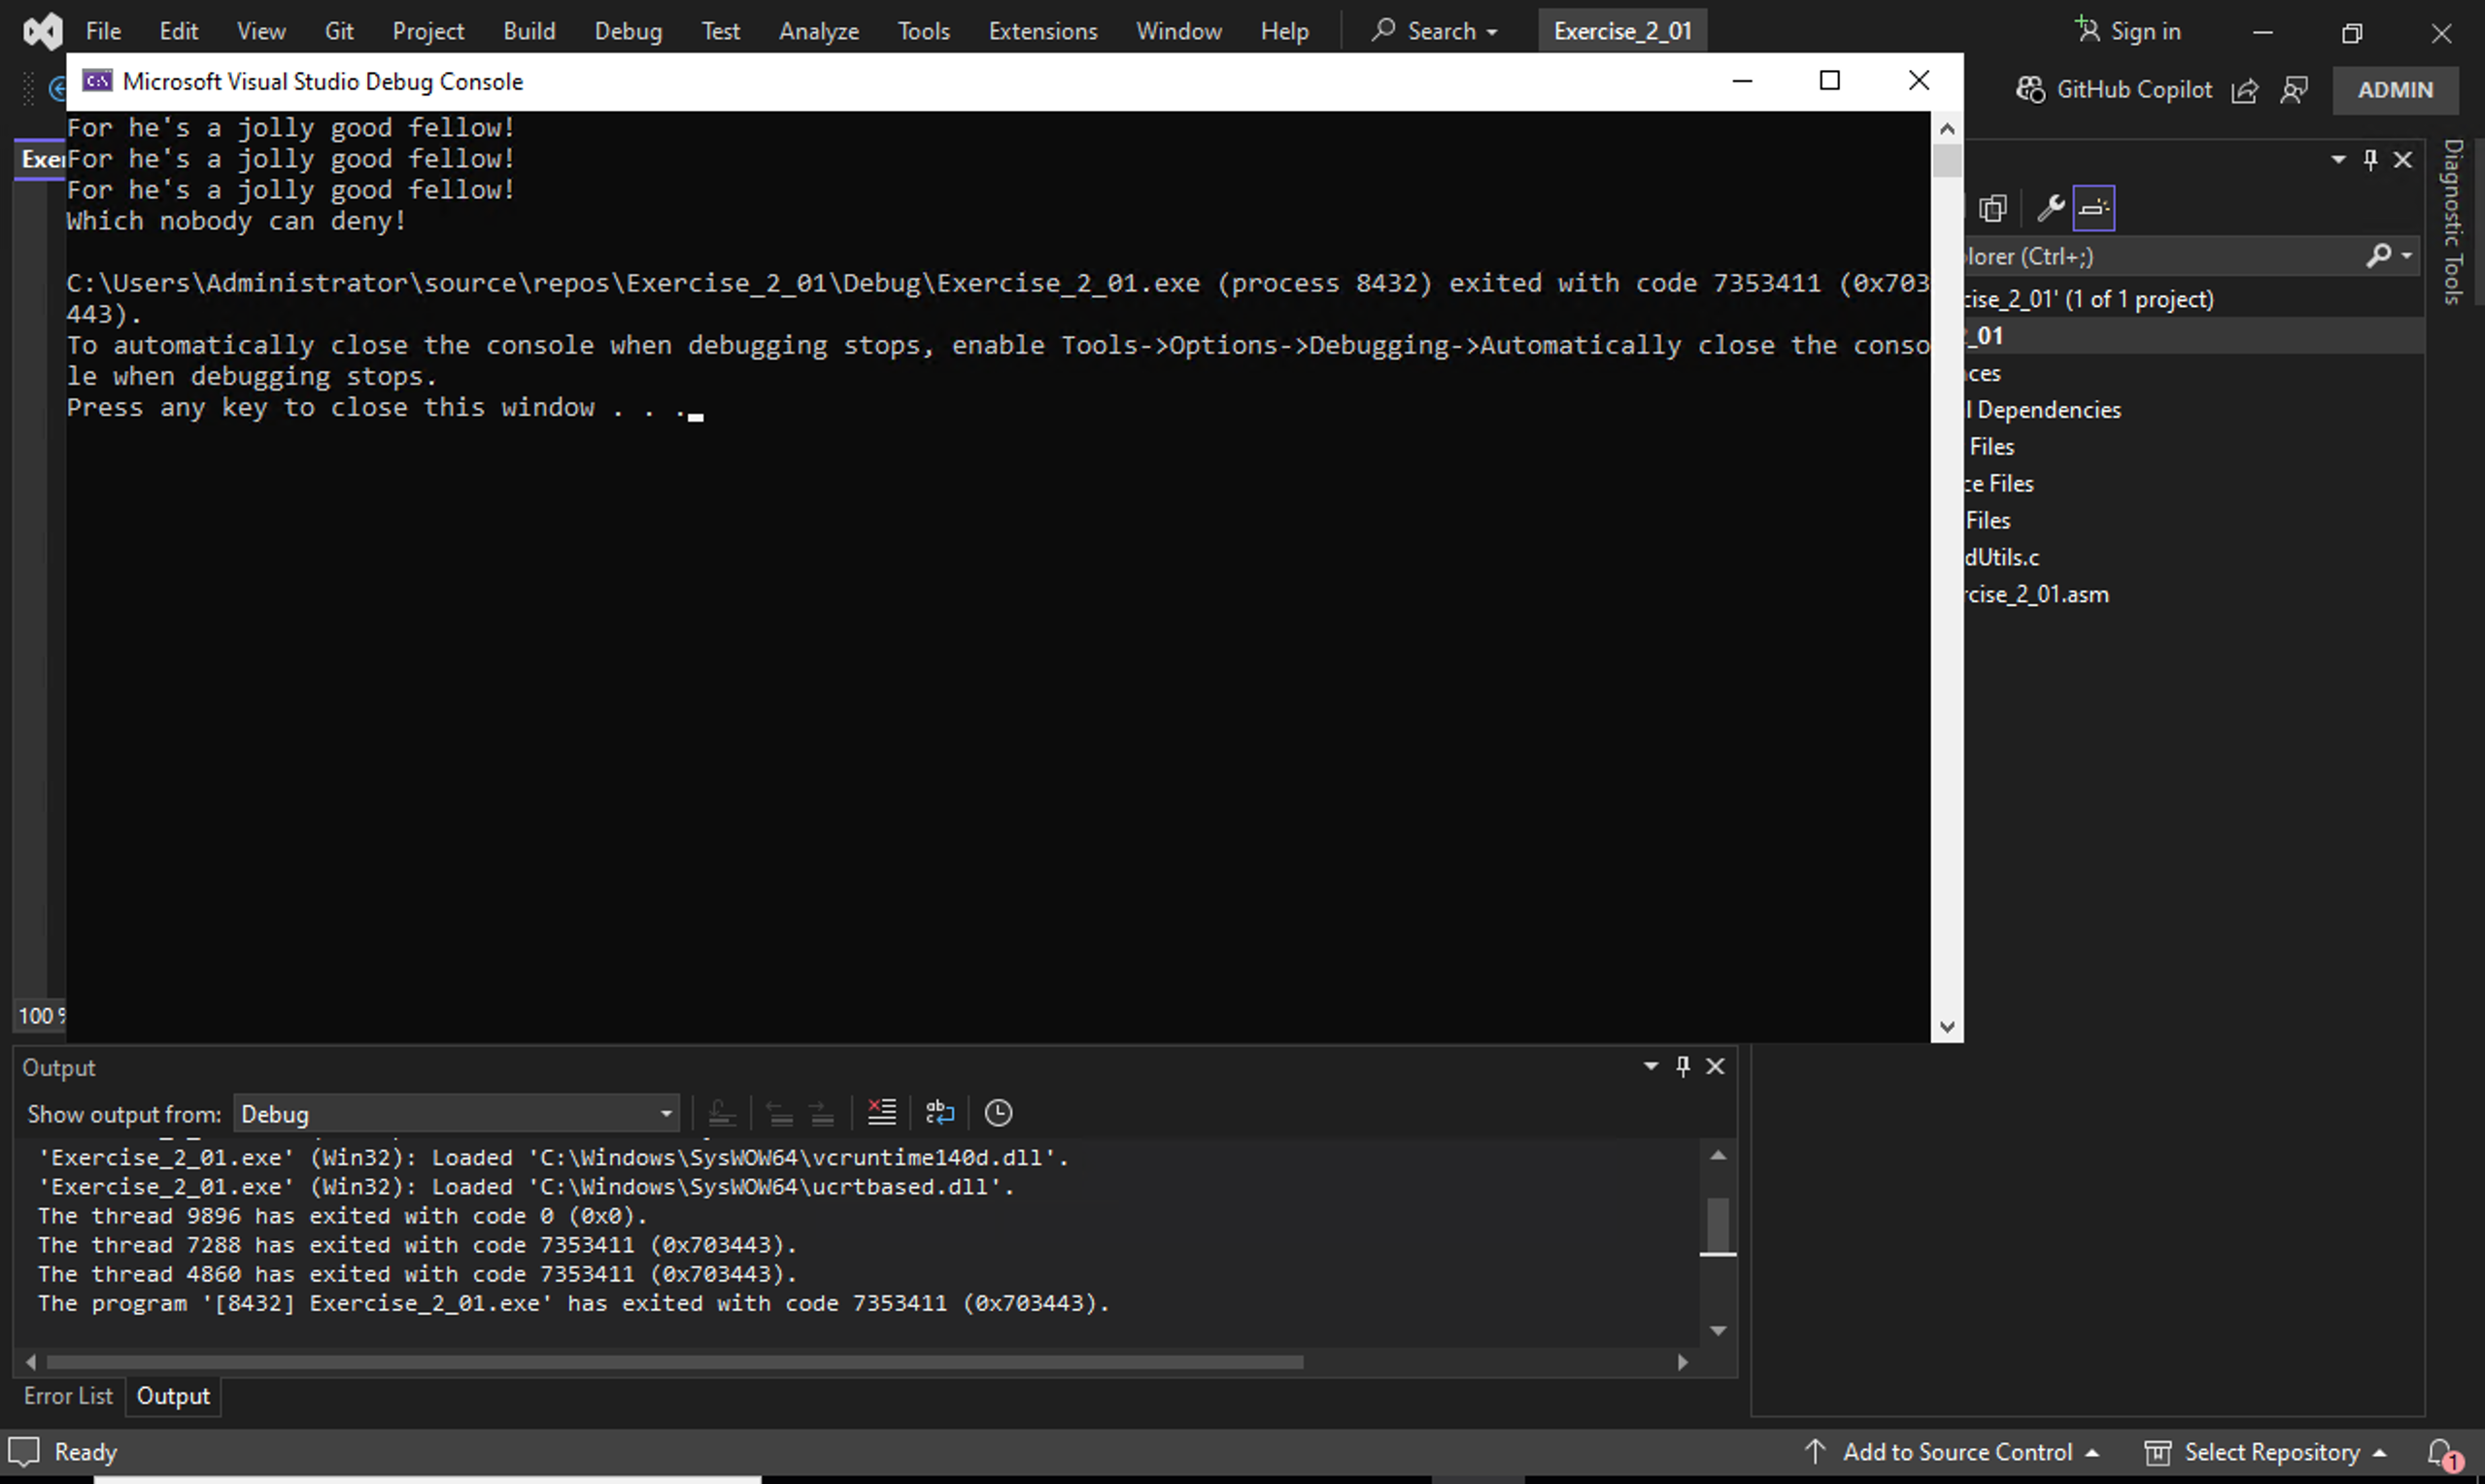 File Edit View Git Project Build Debug Test Analyze Tools Extensions Window Help Search Exercise_2_01 Sign in
Microsoft Visual Studio Debug Console
GitHub Copilot ADMIN
For he's a jolly good fellow!
For he's a jolly good fellow!
For he's a jolly good fellow!
Which nobody can deny!
C:\Users\Administrator\source\repos\Exercise_2_01\Debug\Exercise_2_01.exe (process 8432) exited with code 7353411 (0x703
443).
To automatically close the console when debugging stops, enable Tools->Options->Debugging->Automatically close the conso
le when debugging stops.
Press any key to close this window . . .
Exer
Diagnostic Tools
lorer (Ctrl+;)
cise_2_01' (1 of 1 project)
_01
ces
l Dependencies
Files
ce Files
Files
dUtils.c
rcise_2_01.asm
100 %
Output
Show output from: Debug
'Exercise_2_01.exe' (Win32): Loaded 'C:\Windows\SysWOW64\vcruntime140d.dll'.
'Exercise_2_01.exe' (Win32): Loaded 'C:\Windows\SysWOW64\ucrtbased.dll'.
The thread 9896 has exited with code 0 (0x0).
The thread 7288 has exited with code 7353411 (0x703443).
The thread 4860 has exited with code 7353411 (0x703443).
The program '[8432] Exercise_2_01.exe' has exited with code 7353411 (0x703443).
Error List Output
Ready Add to Source Control Select Repository 1